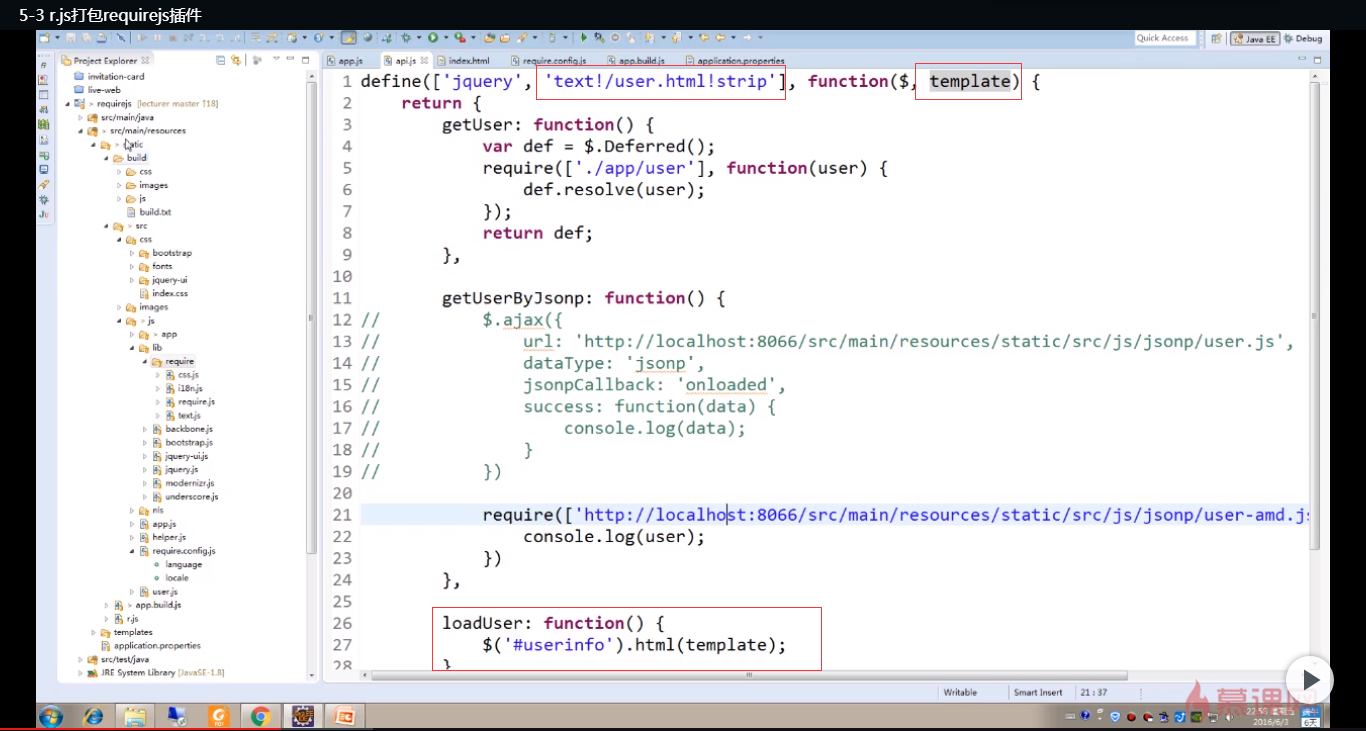 5-3 r.js打包requirejs插件
Quick Access
Java EE
Debug
Project Explorer
app.js
api.js
index.html
require.config.js
app.build.js
application.properties
invitation-card
live-web
> requirejs [lecturer master ↑18]
src/main/java
> src/main/resources
build
css
images
js
build.txt
> src
css
bootstrap
fonts
jquery-ui
index.css
images
> js
> app
lib
require
css.js
i18n.js
require.js
text.js
backbone.js
bootstrap.js
jquery-ui.js
jquery.js
modernizr.js
underscore.js
nls
app.js
helper.js
require.config.js
language
locale
user.js
> app.build.js
r.js
templates
application.properties
src/test/java
JRE System Library [JavaSE-1.8]
1 define(['jquery', 'text!/user.html!strip'], function($, template) {
2 return {
3 getUser: function() {
4 var def = $.Deferred();
5 require(['./app/user'], function(user) {
6 def.resolve(user);
7 });
8 return def;
9 },
10
11 getUserByJsonp: function() {
12 // $.ajax({
13 // url: 'http://localhost:8066/src/main/resources/static/src/js/jsonp/user.js',
14 // dataType: 'jsonp',
15 // jsonpCallback: 'onloaded',
16 // success: function(data) {
17 // console.log(data);
18 // }
19 // })
20
21 require(['http://localhost:8066/src/main/resources/static/src/js/jsonp/user-amd.js
22 console.log(user);
23 })
24 },
25
26 loadUser: function() {
27 $('#userinfo').html(template);
28 }
Writable
Smart Insert
21 : 37
慕课网
2016/6/3
6天